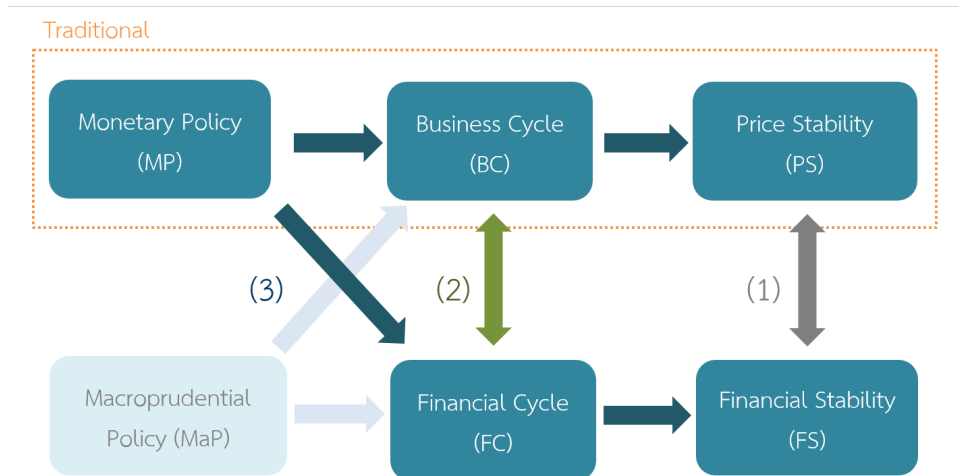 Traditional
Monetary Policy
(MP)
Business Cycle
(BC)
Price Stability
(PS)
(3)
(2)
(1)
Macroprudential
Policy (MaP)
Financial Cycle
(FC)
Financial Stability
(FS)